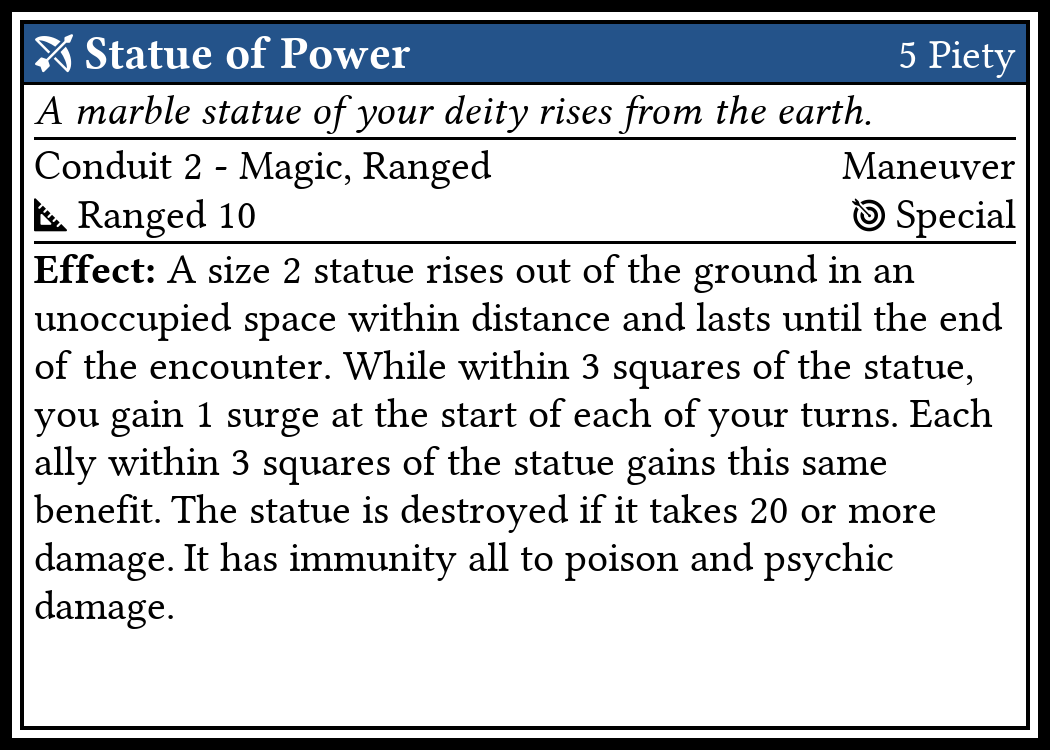 Statue of Power 5 Piety
A marble statue of your deity rises from the earth.
Conduit 2 - Magic, Ranged Maneuver
Ranged 10 Special
Effect: A size 2 statue rises out of the ground in an
unoccupied space within distance and lasts until the end
of the encounter. While within 3 squares of the statue,
you gain 1 surge at the start of each of your turns. Each
ally within 3 squares of the statue gains this same
benefit. The statue is destroyed if it takes 20 or more
damage. It has immunity all to poison and psychic
damage.